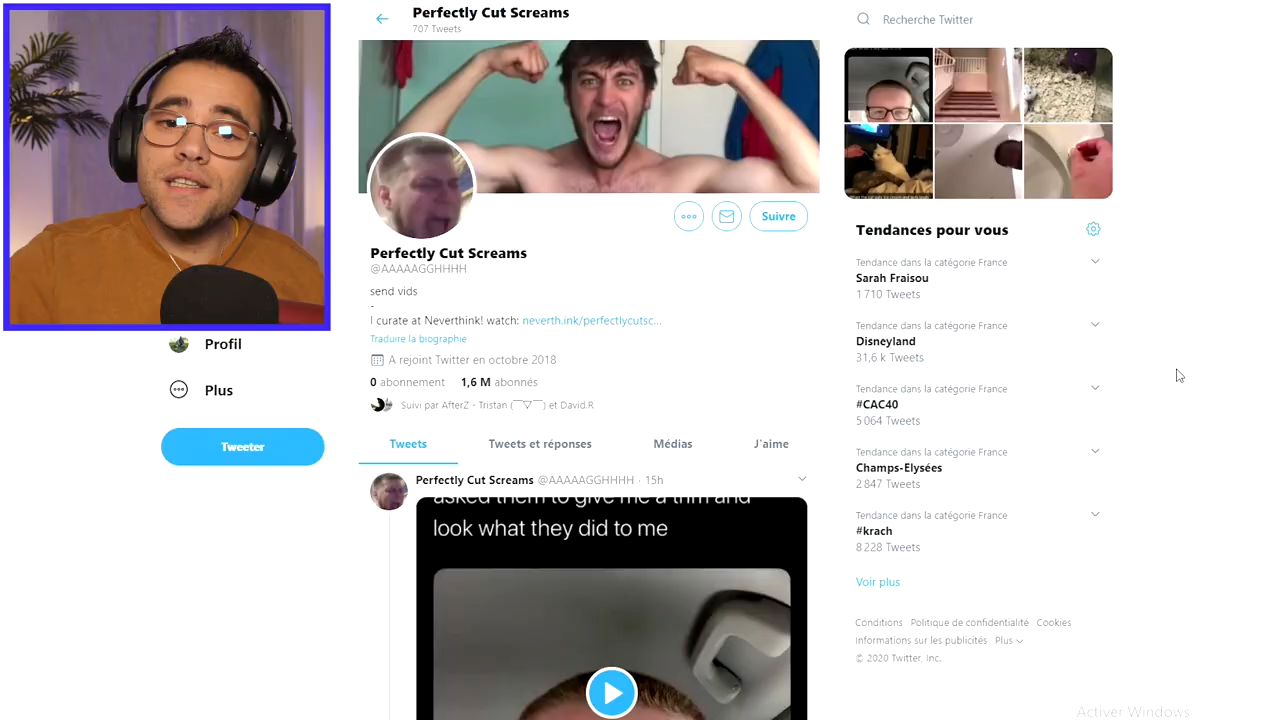 Perfectly Cut Screams
707 Tweets
Recherche Twitter
Suivre
Perfectly Cut Screams
@AAAAAGGHHHH
send vids
-
I curate at Neverthink! watch: neverth.ink/perfectlycutsc...
Traduire la biographie
A rejoint Twitter en octobre 2018
0 abonnement 1,6 M abonnés
Suivi par AfterZ · Tristan (￣▽￣) et David.R
Profil
Plus
Tweeter
Tweets Tweets et réponses Médias J'aime
Perfectly Cut Screams @AAAAAGGHHHH · 15h
asked them to give me a trim and
look what they did to me
Tendances pour vous
Tendance dans la catégorie France
Sarah Fraisou
1 710 Tweets
Tendance dans la catégorie France
Disneyland
31,6 k Tweets
Tendance dans la catégorie France
#CAC40
5 064 Tweets
Tendance dans la catégorie France
Champs-Elysées
2 847 Tweets
Tendance dans la catégorie France
#krach
8 228 Tweets
Voir plus
Conditions Politique de confidentialité Cookies
Informations sur les publicités Plus
© 2020 Twitter, Inc.
Activer Windows